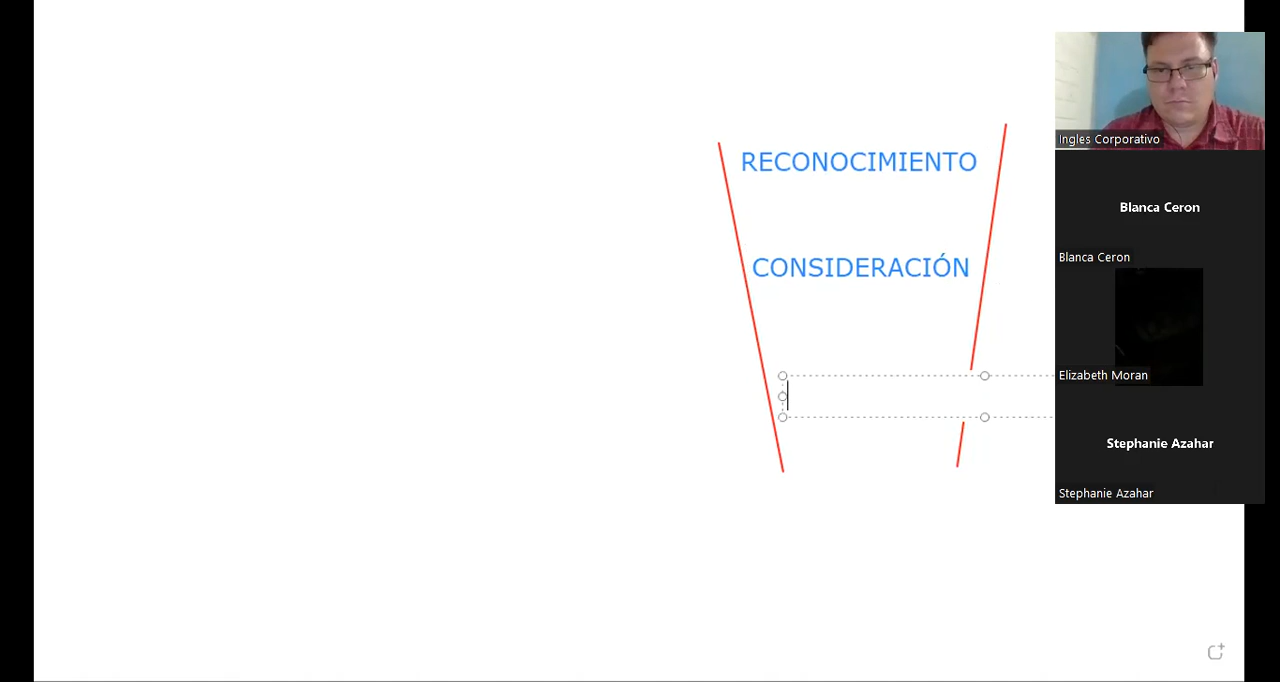 RECONOCIMIENTO
CONSIDERACIÓN
Ingles Corporativo
Blanca Ceron
Blanca Ceron
Elizabeth Moran
Stephanie Azahar
Stephanie Azahar